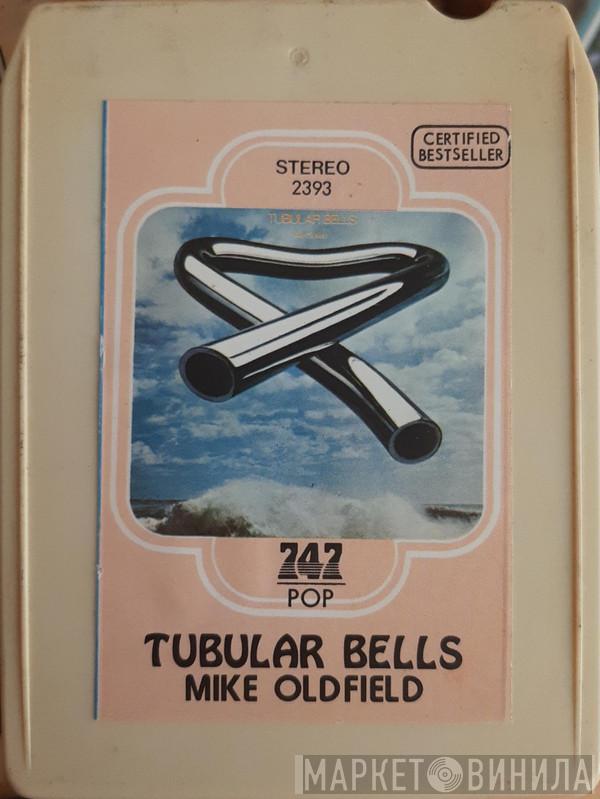 CERTIFIED
BESTSELLER
STEREO
2393
TUBULAR BELLS
747
POP
TUBULAR BELLS
MIKE OLDFIELD
МАРКЕТ ВИНИЛА